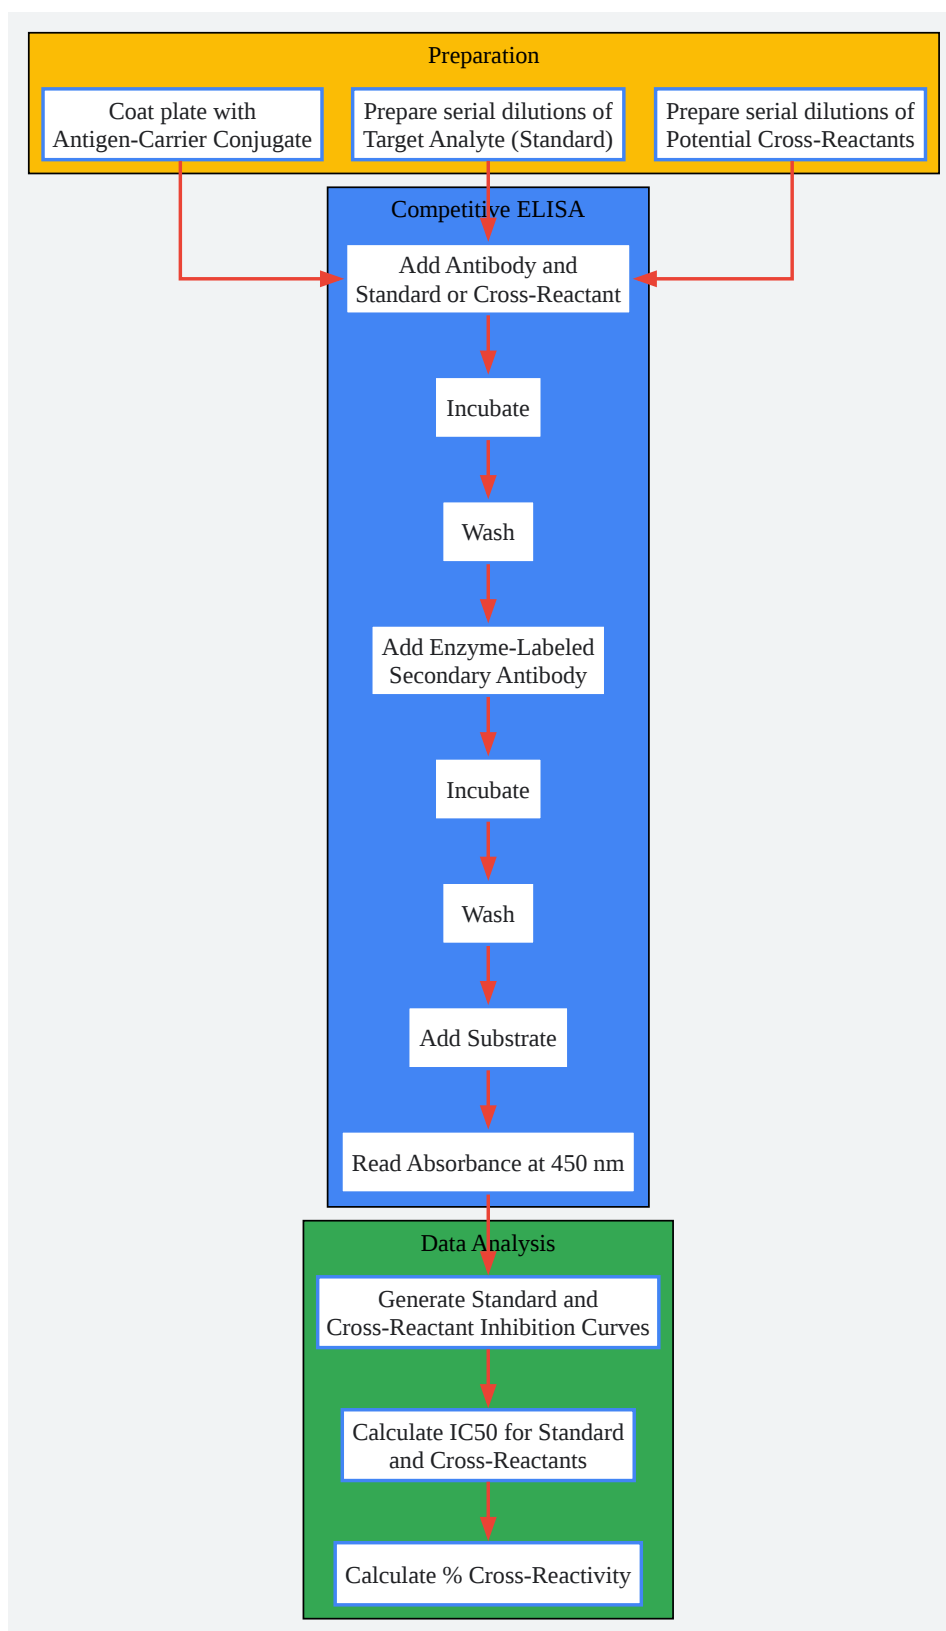 Preparation
Coat plate with
Antigen-Carrier Conjugate
Prepare serial dilutions of
Target Analyte (Standard)
Prepare serial dilutions of
Potential Cross-Reactants
Competitive ELISA
Add Antibody and
Standard or Cross-Reactant
Incubate
Wash
Add Enzyme-Labeled
Secondary Antibody
Incubate
Wash
Add Substrate
Read Absorbance at 450 nm
Data Analysis
Generate Standard and
Cross-Reactant Inhibition Curves
Calculate IC50 for Standard
and Cross-Reactants
Calculate % Cross-Reactivity